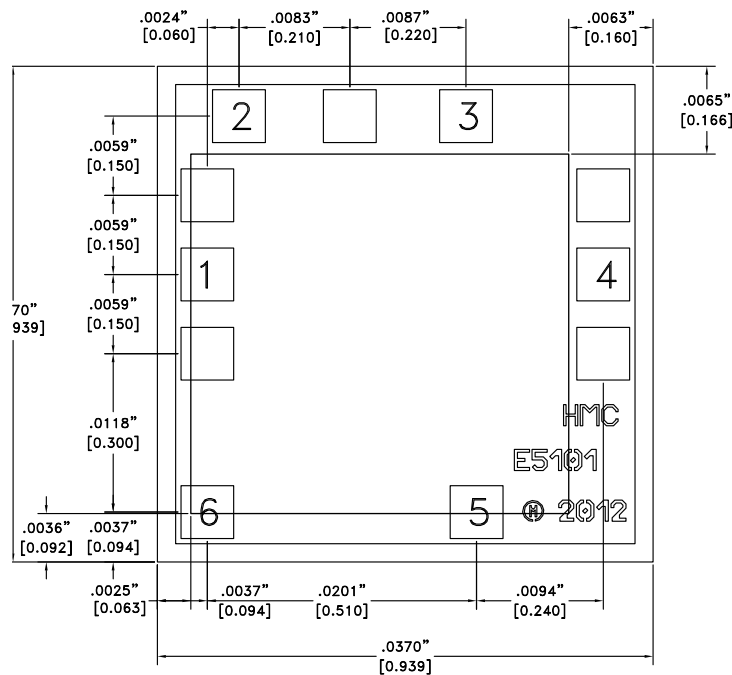 .0024” .0083” .0087” .0063”
[0.060] [0.210] [0.220] [0.160]
.0065”
[0.166]
2 3
.0059”
[0.150]
.0059”
[0.150]
1 4
.0059”
[0.150]
70”
939]
.0118”
[0.300]
HMC
E5101
6 5 Ⓗ 2012
.0036” .0037”
[0.092] [0.094]
.0025” .0037” .0201” .0094”
[0.063] [0.094] [0.510] [0.240]
.0370”
[0.939]